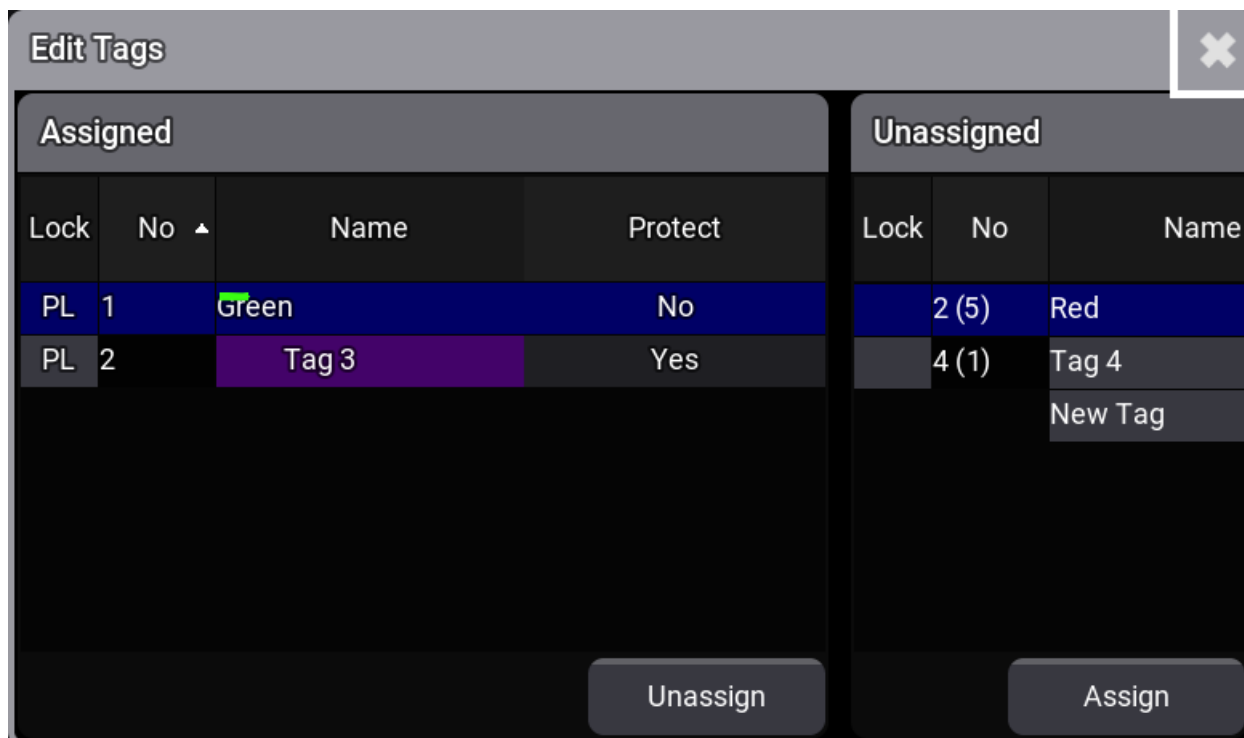 Edit Tags
Assigned
Lock No Name Protect
PL 1 Green No
PL 2 Tag 3 Yes
Unassign
Unassigned
Lock No Name
2 (5) Red
4 (1) Tag 4
New Tag
Assign